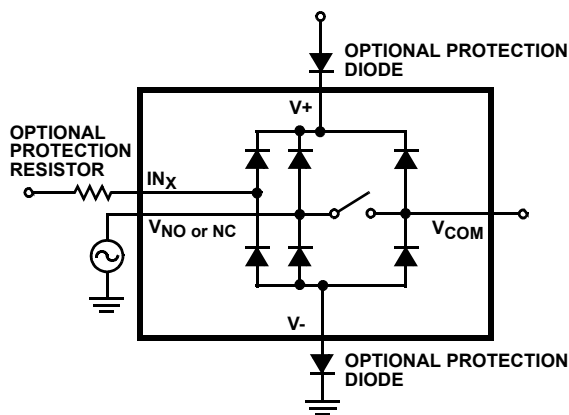 OPTIONAL PROTECTION
DIODE
V+
OPTIONAL
PROTECTION
RESISTOR
INX
VNO or NC
VCOM
V-
OPTIONAL PROTECTION
DIODE